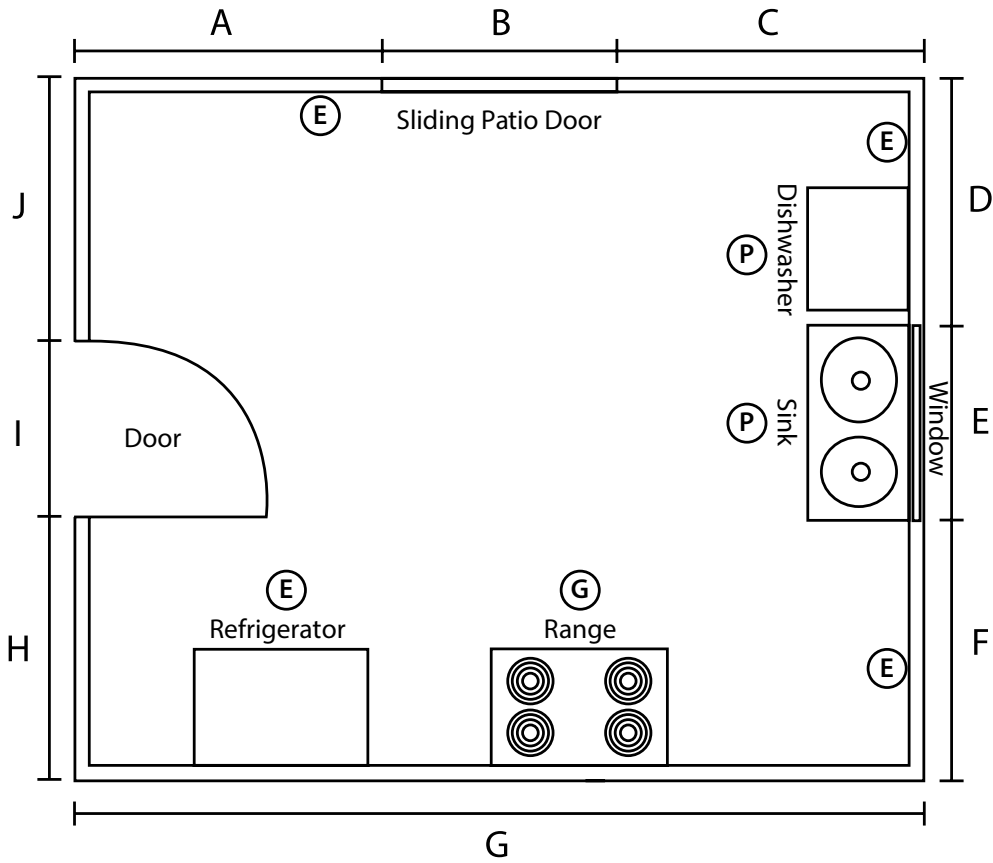 A
B
C
E
Sliding Patio Door
E
J
Dishwasher
D
P
I
Door
P
Sink
Window
E
E
G
Refrigerator
Range
H
F
E
G